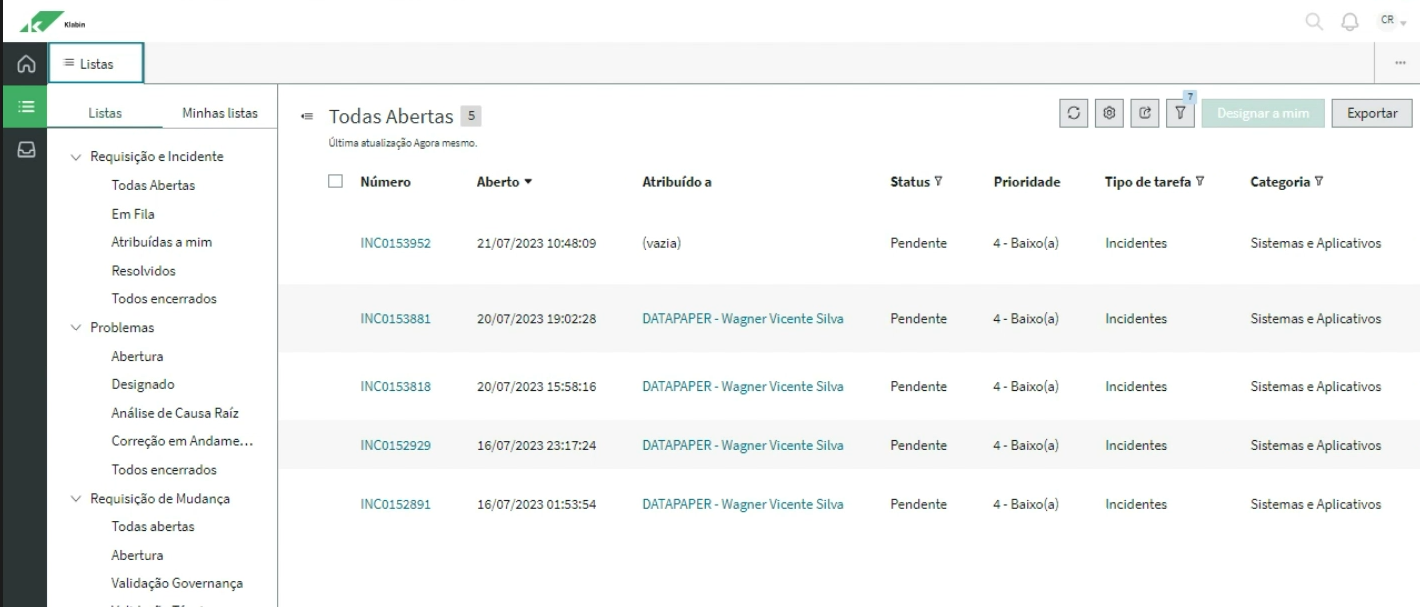 Klabin
CR
Listas
Listas Minhas listas
Requisição e Incidente
Todas Abertas
Em Fila
Atribuídas a mim
Resolvidos
Todos encerrados
Problemas
Abertura
Designado
Análise de Causa Raíz
Correção em Andame...
Todos encerrados
Requisição de Mudança
Todas abertas
Abertura
Validação Governança
Todas Abertas 5
Última atualização Agora mesmo.
7
Designar a mim Exportar
Número Aberto Atribuído a Status Prioridade Tipo de tarefa Categoria
INC0153952 21/07/2023 10:48:09 (vazia) Pendente 4 - Baixo(a) Incidentes Sistemas e Aplicativos
INC0153881 20/07/2023 19:02:28 DATAPAPER - Wagner Vicente Silva Pendente 4 - Baixo(a) Incidentes Sistemas e Aplicativos
INC0153818 20/07/2023 15:58:16 DATAPAPER - Wagner Vicente Silva Pendente 4 - Baixo(a) Incidentes Sistemas e Aplicativos
INC0152929 16/07/2023 23:17:24 DATAPAPER - Wagner Vicente Silva Pendente 4 - Baixo(a) Incidentes Sistemas e Aplicativos
INC0152891 16/07/2023 01:53:54 DATAPAPER - Wagner Vicente Silva Pendente 4 - Baixo(a) Incidentes Sistemas e Aplicativos